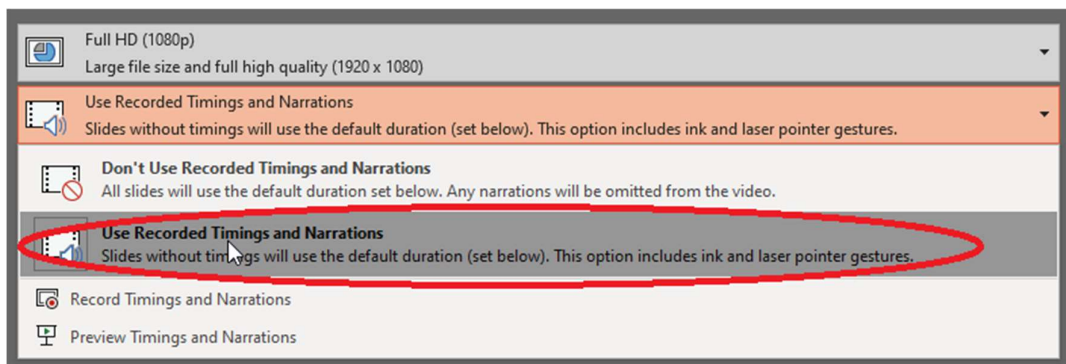 Full HD (1080p)
Large file size and full high quality (1920 x 1080)
Use Recorded Timings and Narrations
Slides without timings will use the default duration (set below). This option includes ink and laser pointer gestures.
Don't Use Recorded Timings and Narrations
All slides will use the default duration set below. Any narrations will be omitted from the video.
Use Recorded Timings and Narrations
Slides without timings will use the default duration (set below). This option includes ink and laser pointer gestures.
Record Timings and Narrations
Preview Timings and Narrations